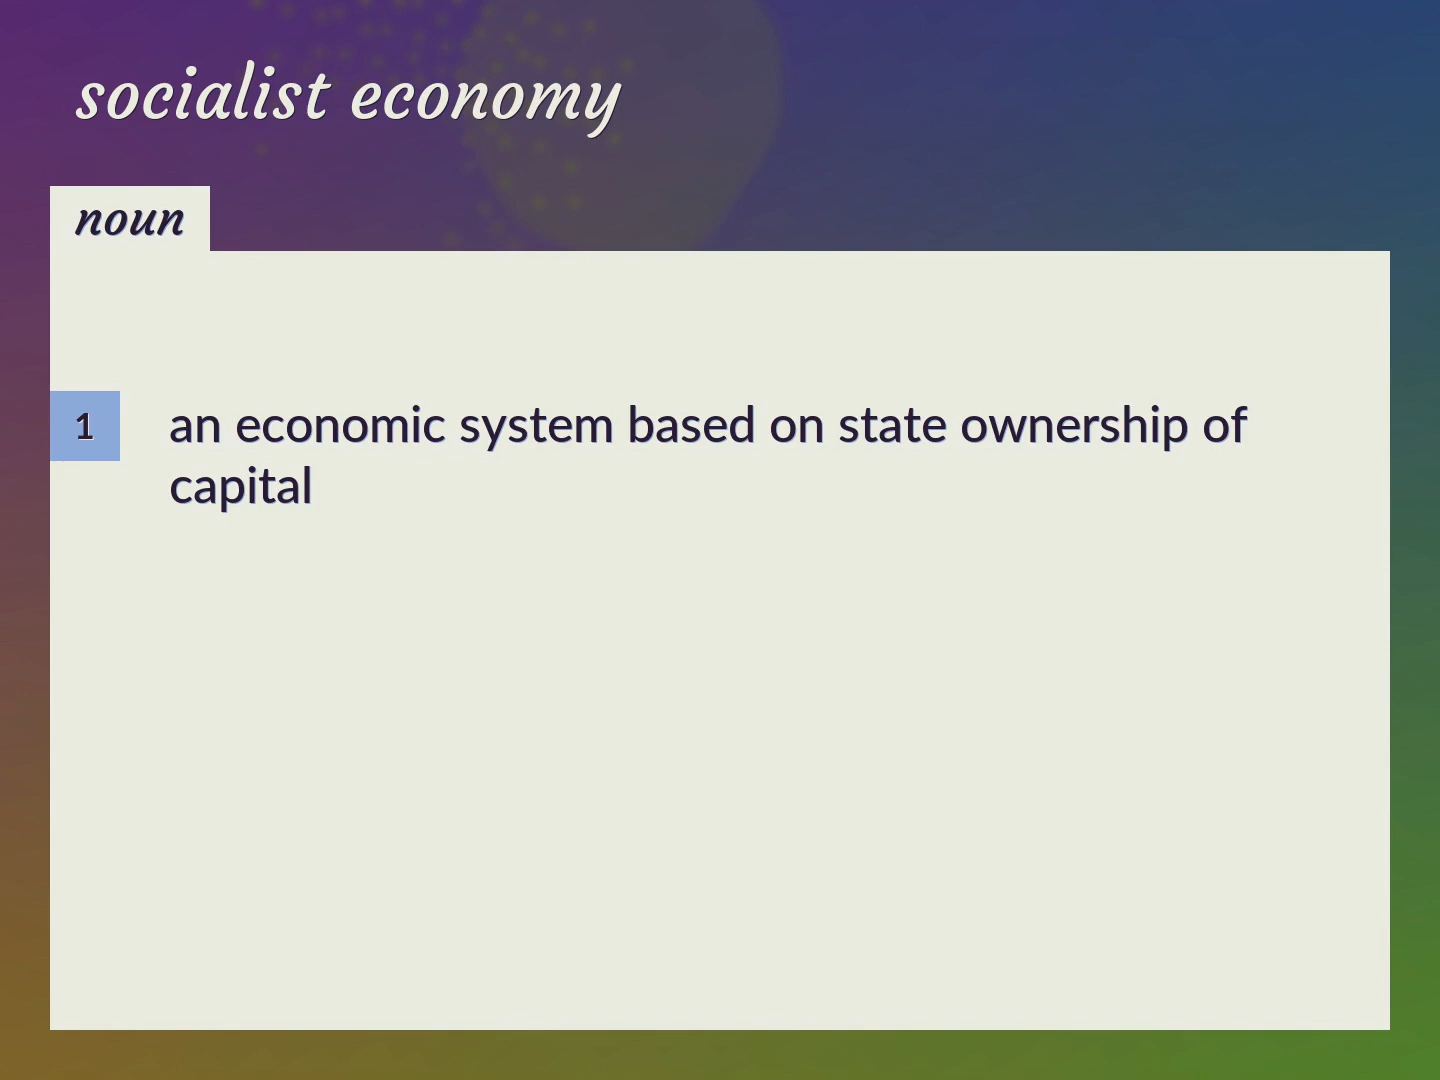 socialist economy
noun
1
an economic system based on state ownership of
capital